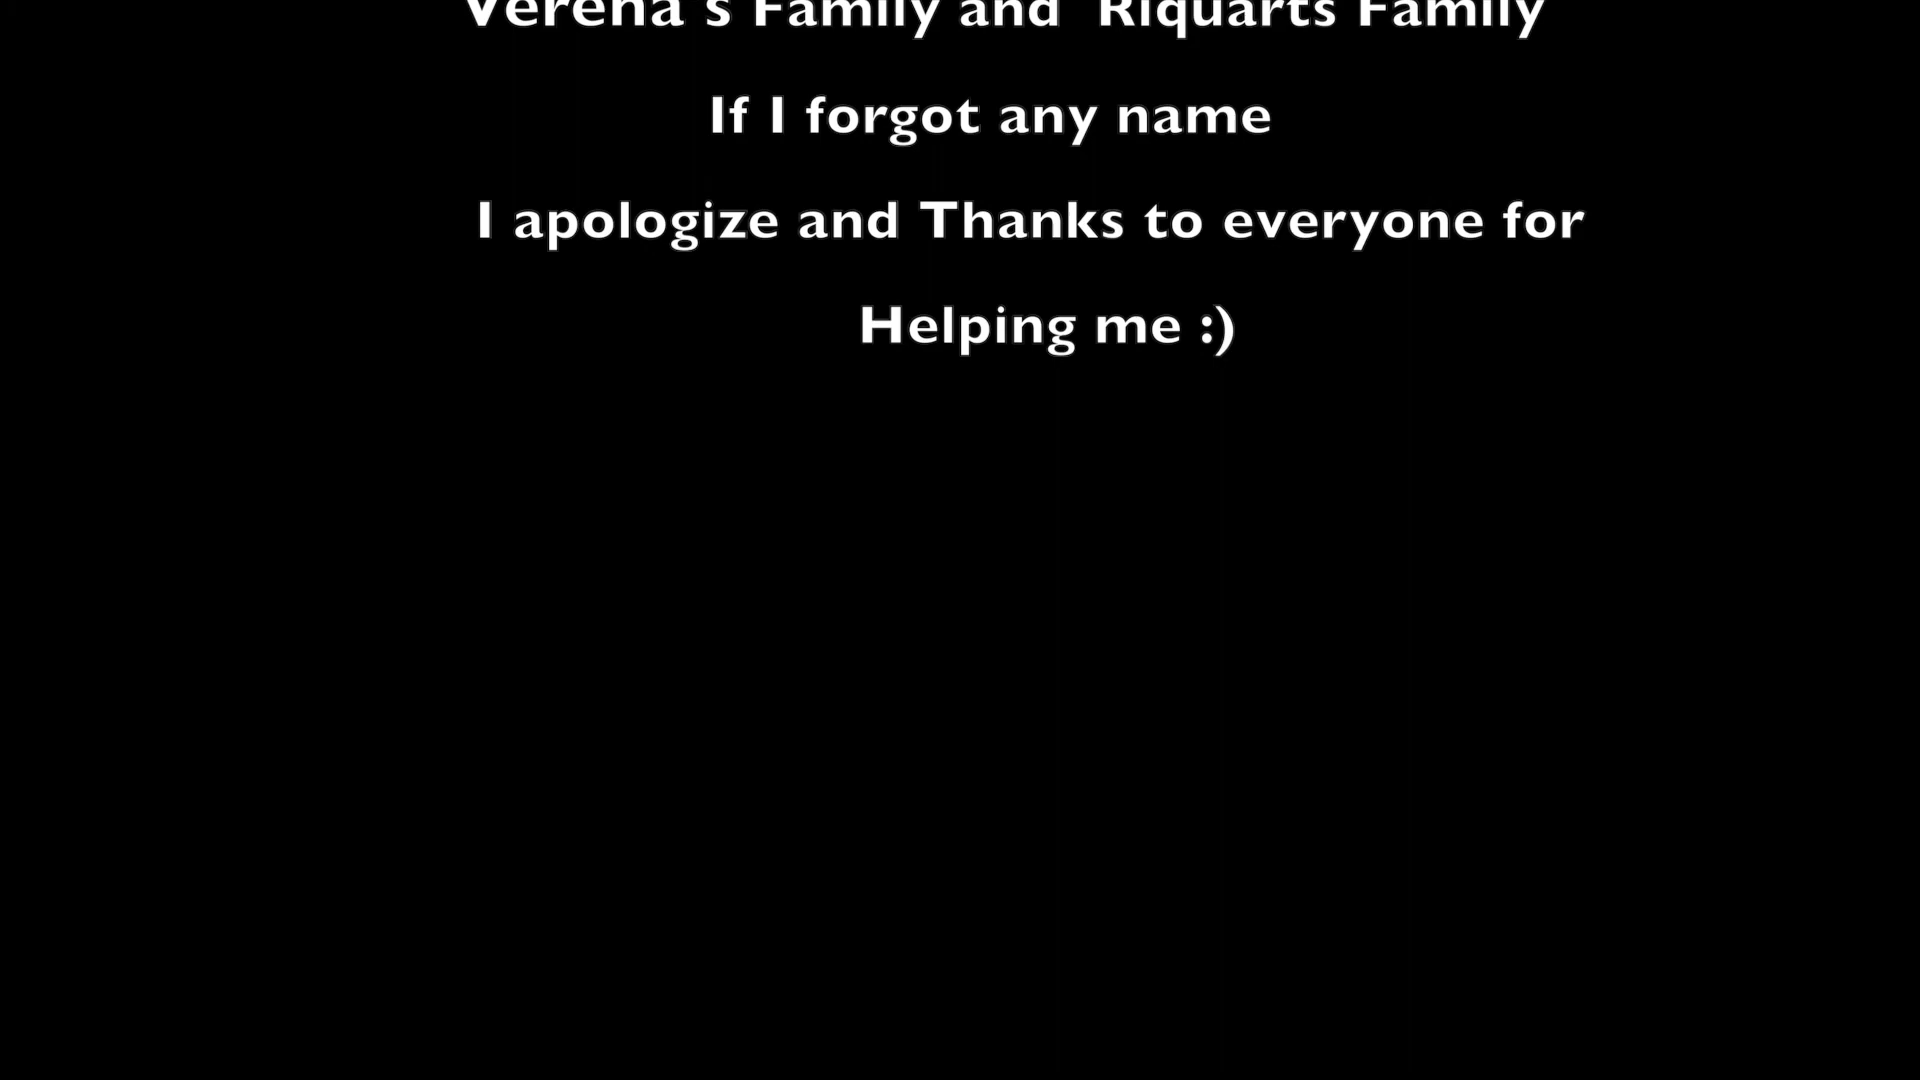 Verena's Family and Riquarts Family
If I forgot any name
I apologize and Thanks to everyone for
Helping me :)